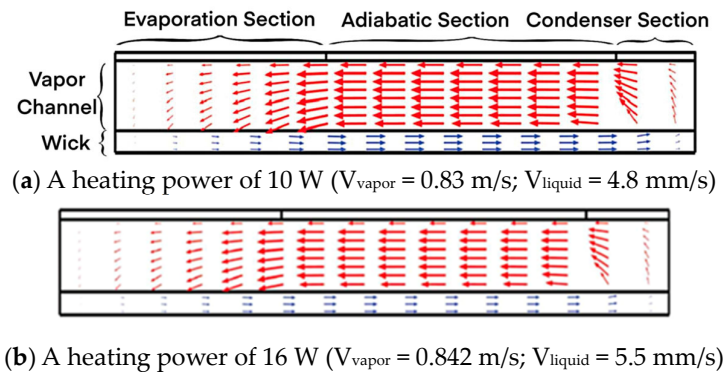 Evaporation Section Adiabatic Section Condenser Section
Vapor
Channel
Wick
(a) A heating power of 10 W (Vvapor = 0.83 m/s; Vliquid = 4.8 mm/s)
(b) A heating power of 16 W (Vvapor = 0.842 m/s; Vliquid = 5.5 mm/s)